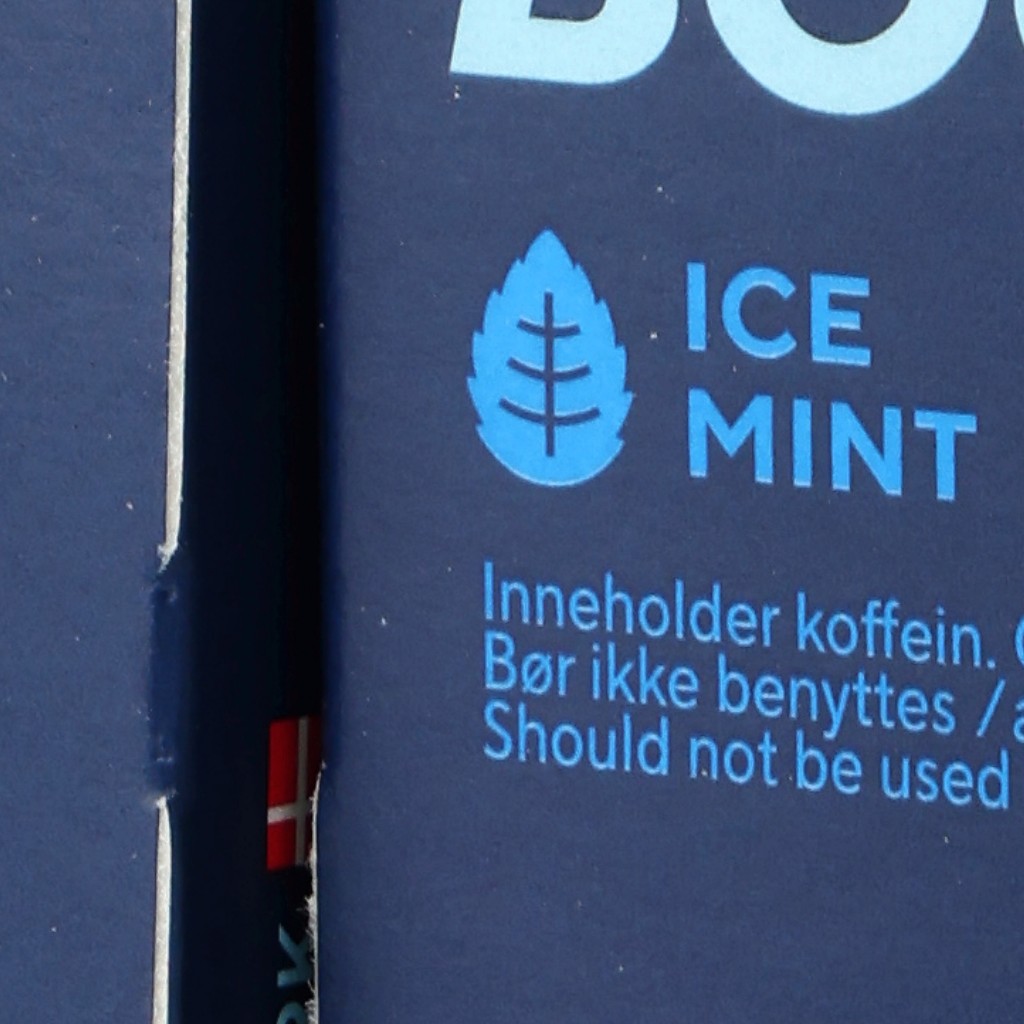 ICE
MINT
Inneholder koffein.
Bør ikke benyttes /
Should not be used